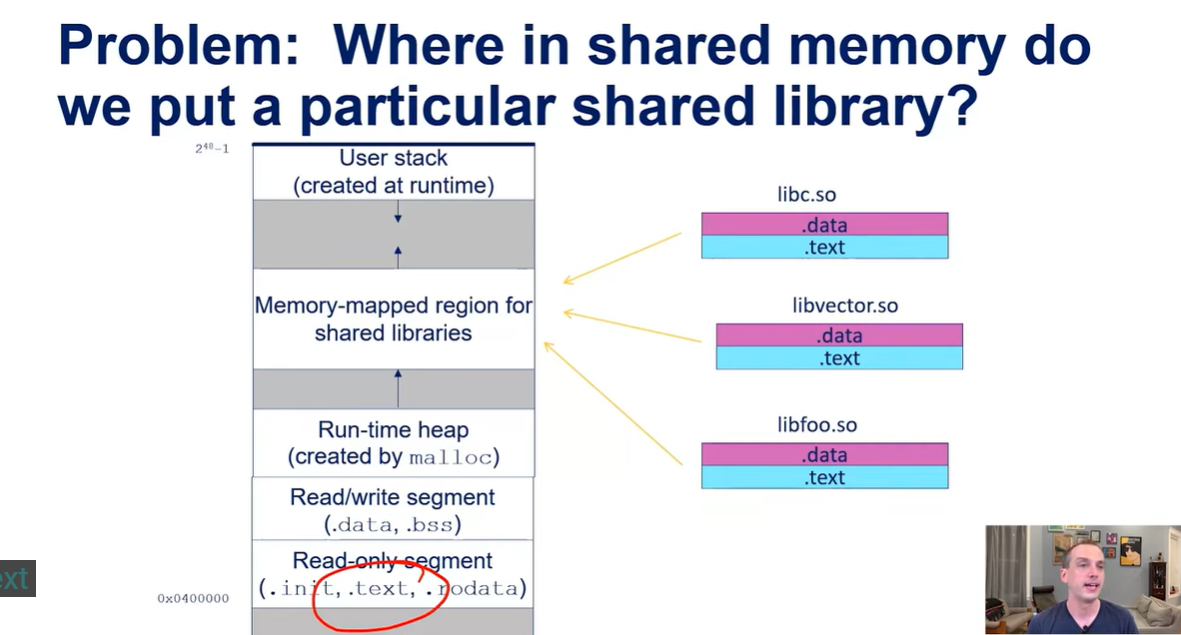 Problem: Where in shared memory do
we put a particular shared library?
2⁴⁸-1
User stack
(created at runtime)
Memory-mapped region for
shared libraries
Run-time heap
(created by malloc)
Read/write segment
(.data, .bss)
Read-only segment
(.init, .text, .rodata)
0x0400000
libc.so
.data
.text
libvector.so
.data
.text
libfoo.so
.data
.text
ext